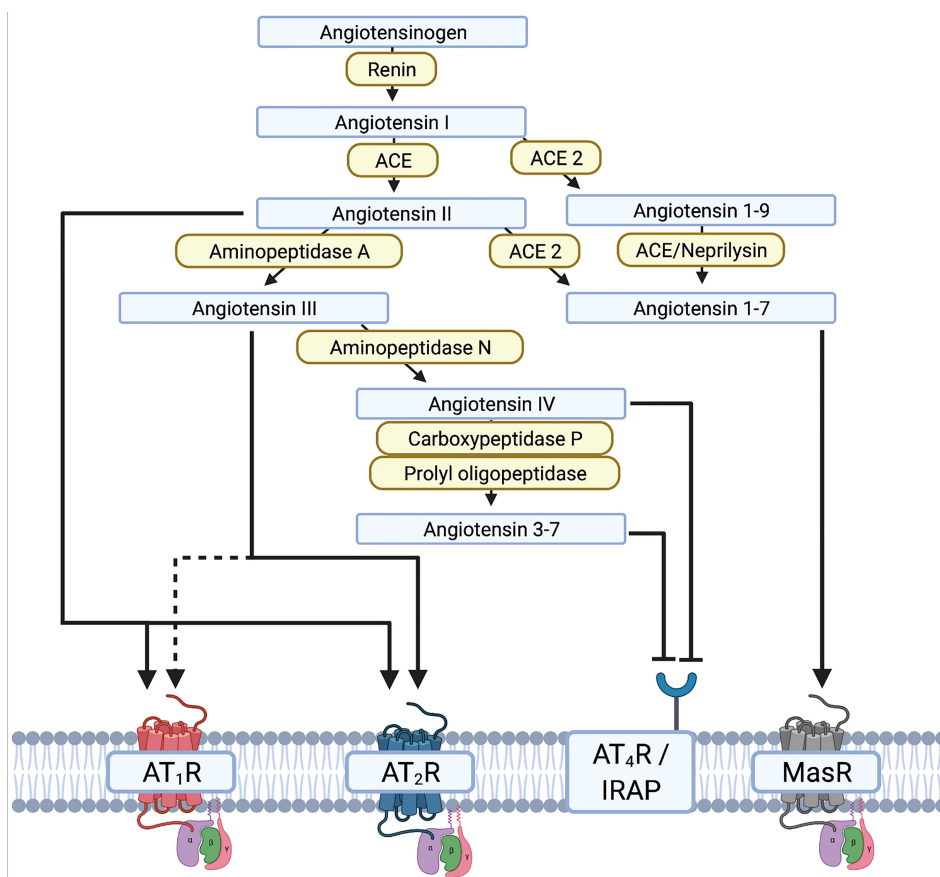 Angiotensinogen
Renin
Angiotensin I
ACE
ACE 2
Angiotensin II
Angiotensin 1-9
Aminopeptidase A
ACE 2
ACE/Neprilysin
Angiotensin III
Angiotensin 1-7
Aminopeptidase N
Angiotensin IV
Carboxypeptidase P
Prolyl oligopeptidase
Angiotensin 3-7
AT₁R
AT₂R
AT₄R /
IRAP
MasR
α
β
γ
α
β
γ
α
β
γ